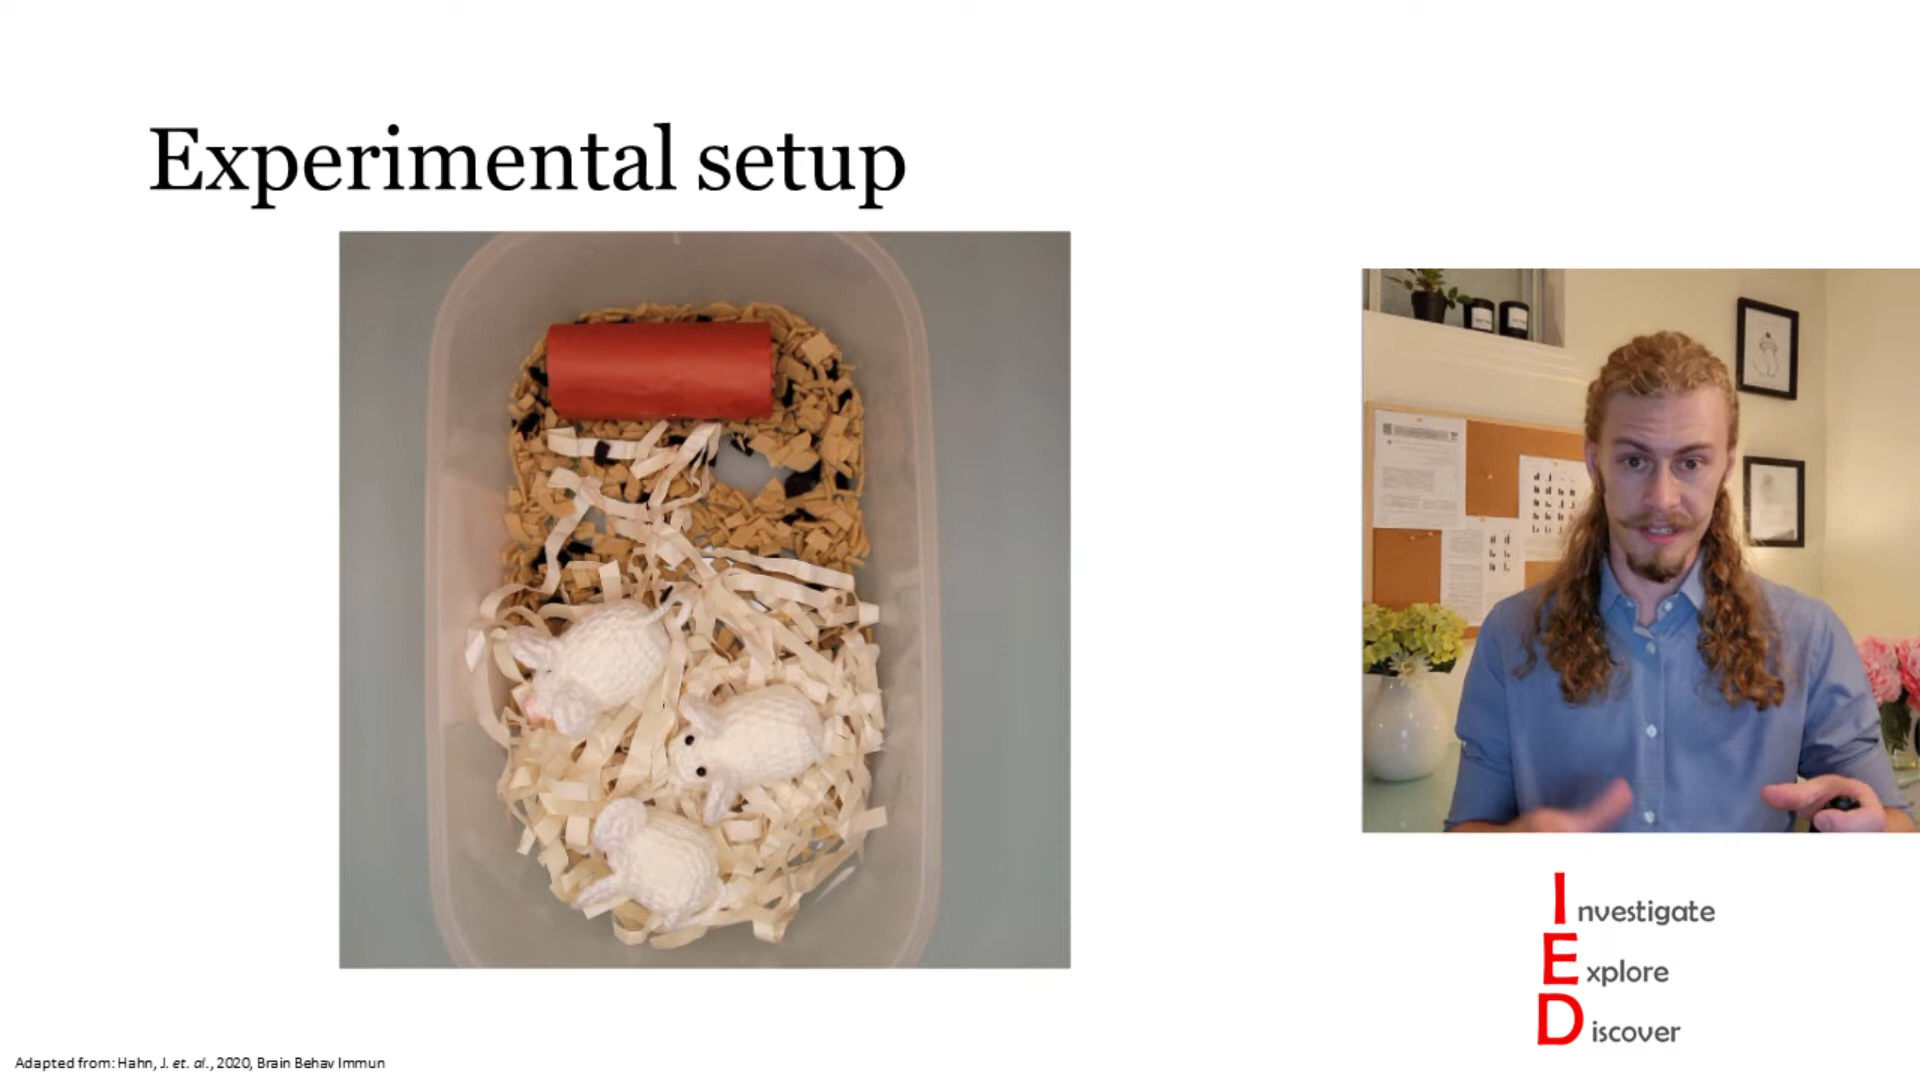 Experimental setup
Investigate
Explore
Discover
Adapted from: Hahn, J. et. al., 2020, Brain Behav Immun